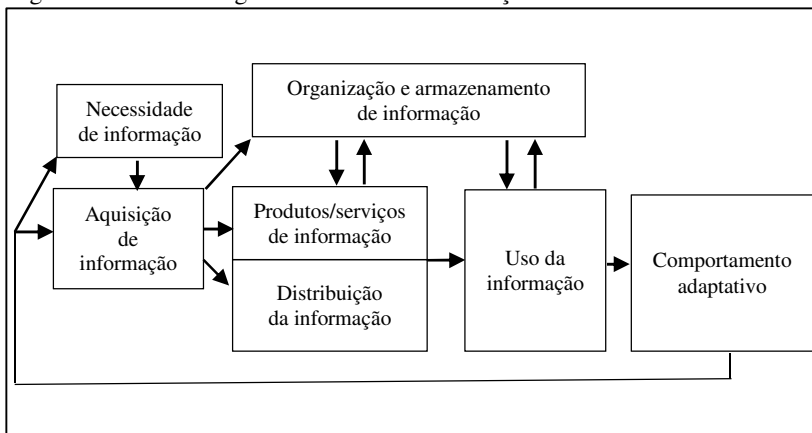 Organização e armazenamento
de informação
Necessidade
de informação
Aquisição
de
informação
Produtos/serviços
de informação
Distribuição
da informação
Uso da
informação
Comportamento
adaptativo